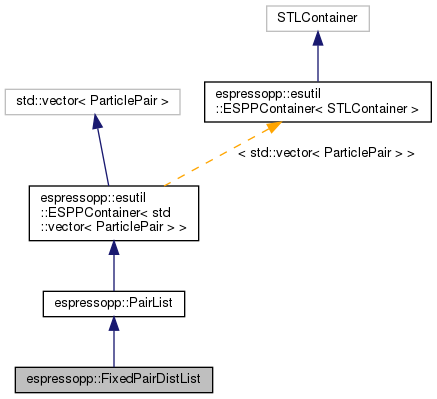 STLContainer
std::vector< ParticlePair >
espressopp::esutil
::ESPPContainer< STLContainer >
< std::vector< ParticlePair > >
espressopp::esutil
::ESPPContainer< std
::vector< ParticlePair > >
espressopp::PairList
espressopp::FixedPairDistList